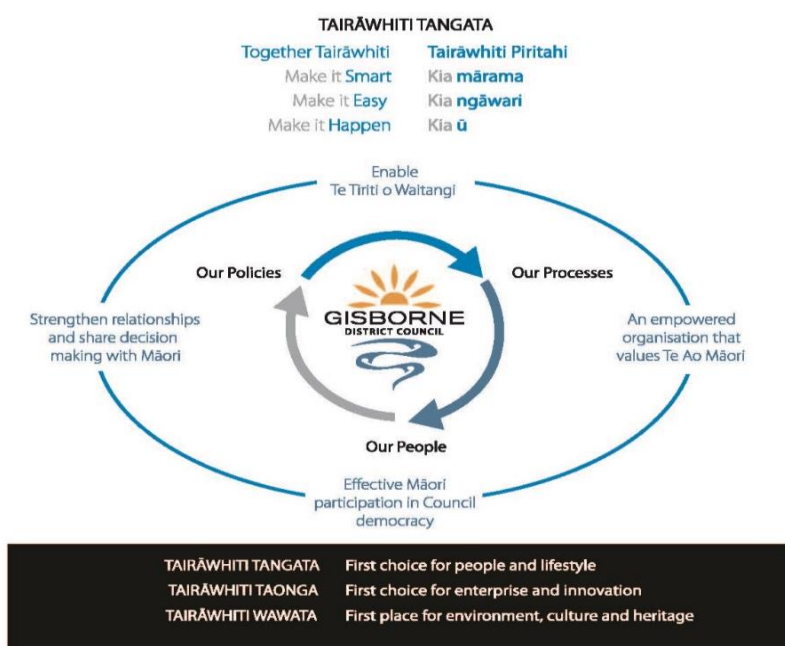 TAIRĀWHITI TANGATA
Together Tairāwhiti Tairāwhiti Piritahi
Make it Smart Kia mārama
Make it Easy Kia ngāwari
Make it Happen Kia ū
Enable
Te Tiriti o Waitangi
Our Policies
Our Processes
GISBORNE
DISTRICT COUNCIL
Strengthen relationships
and share decision
making with Māori
An empowered
organisation that
values Te Ao Māori
Our People
Effective Māori
participation in Council
democracy
TAIRĀWHITI TANGATA First choice for people and lifestyle
TAIRĀWHITI TAONGA First choice for enterprise and innovation
TAIRĀWHITI WAWATA First place for environment, culture and heritage